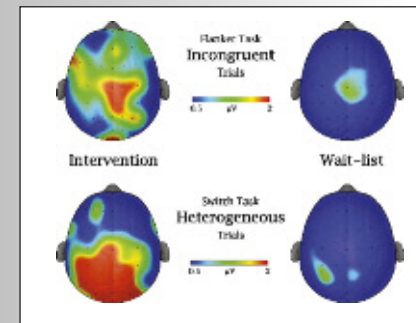 Flanker Task
Incongruent
Trials
0.5 µV 2
Intervention
Wait-list
Switch Task
Heterogeneous
Trials
0.5 µV 2